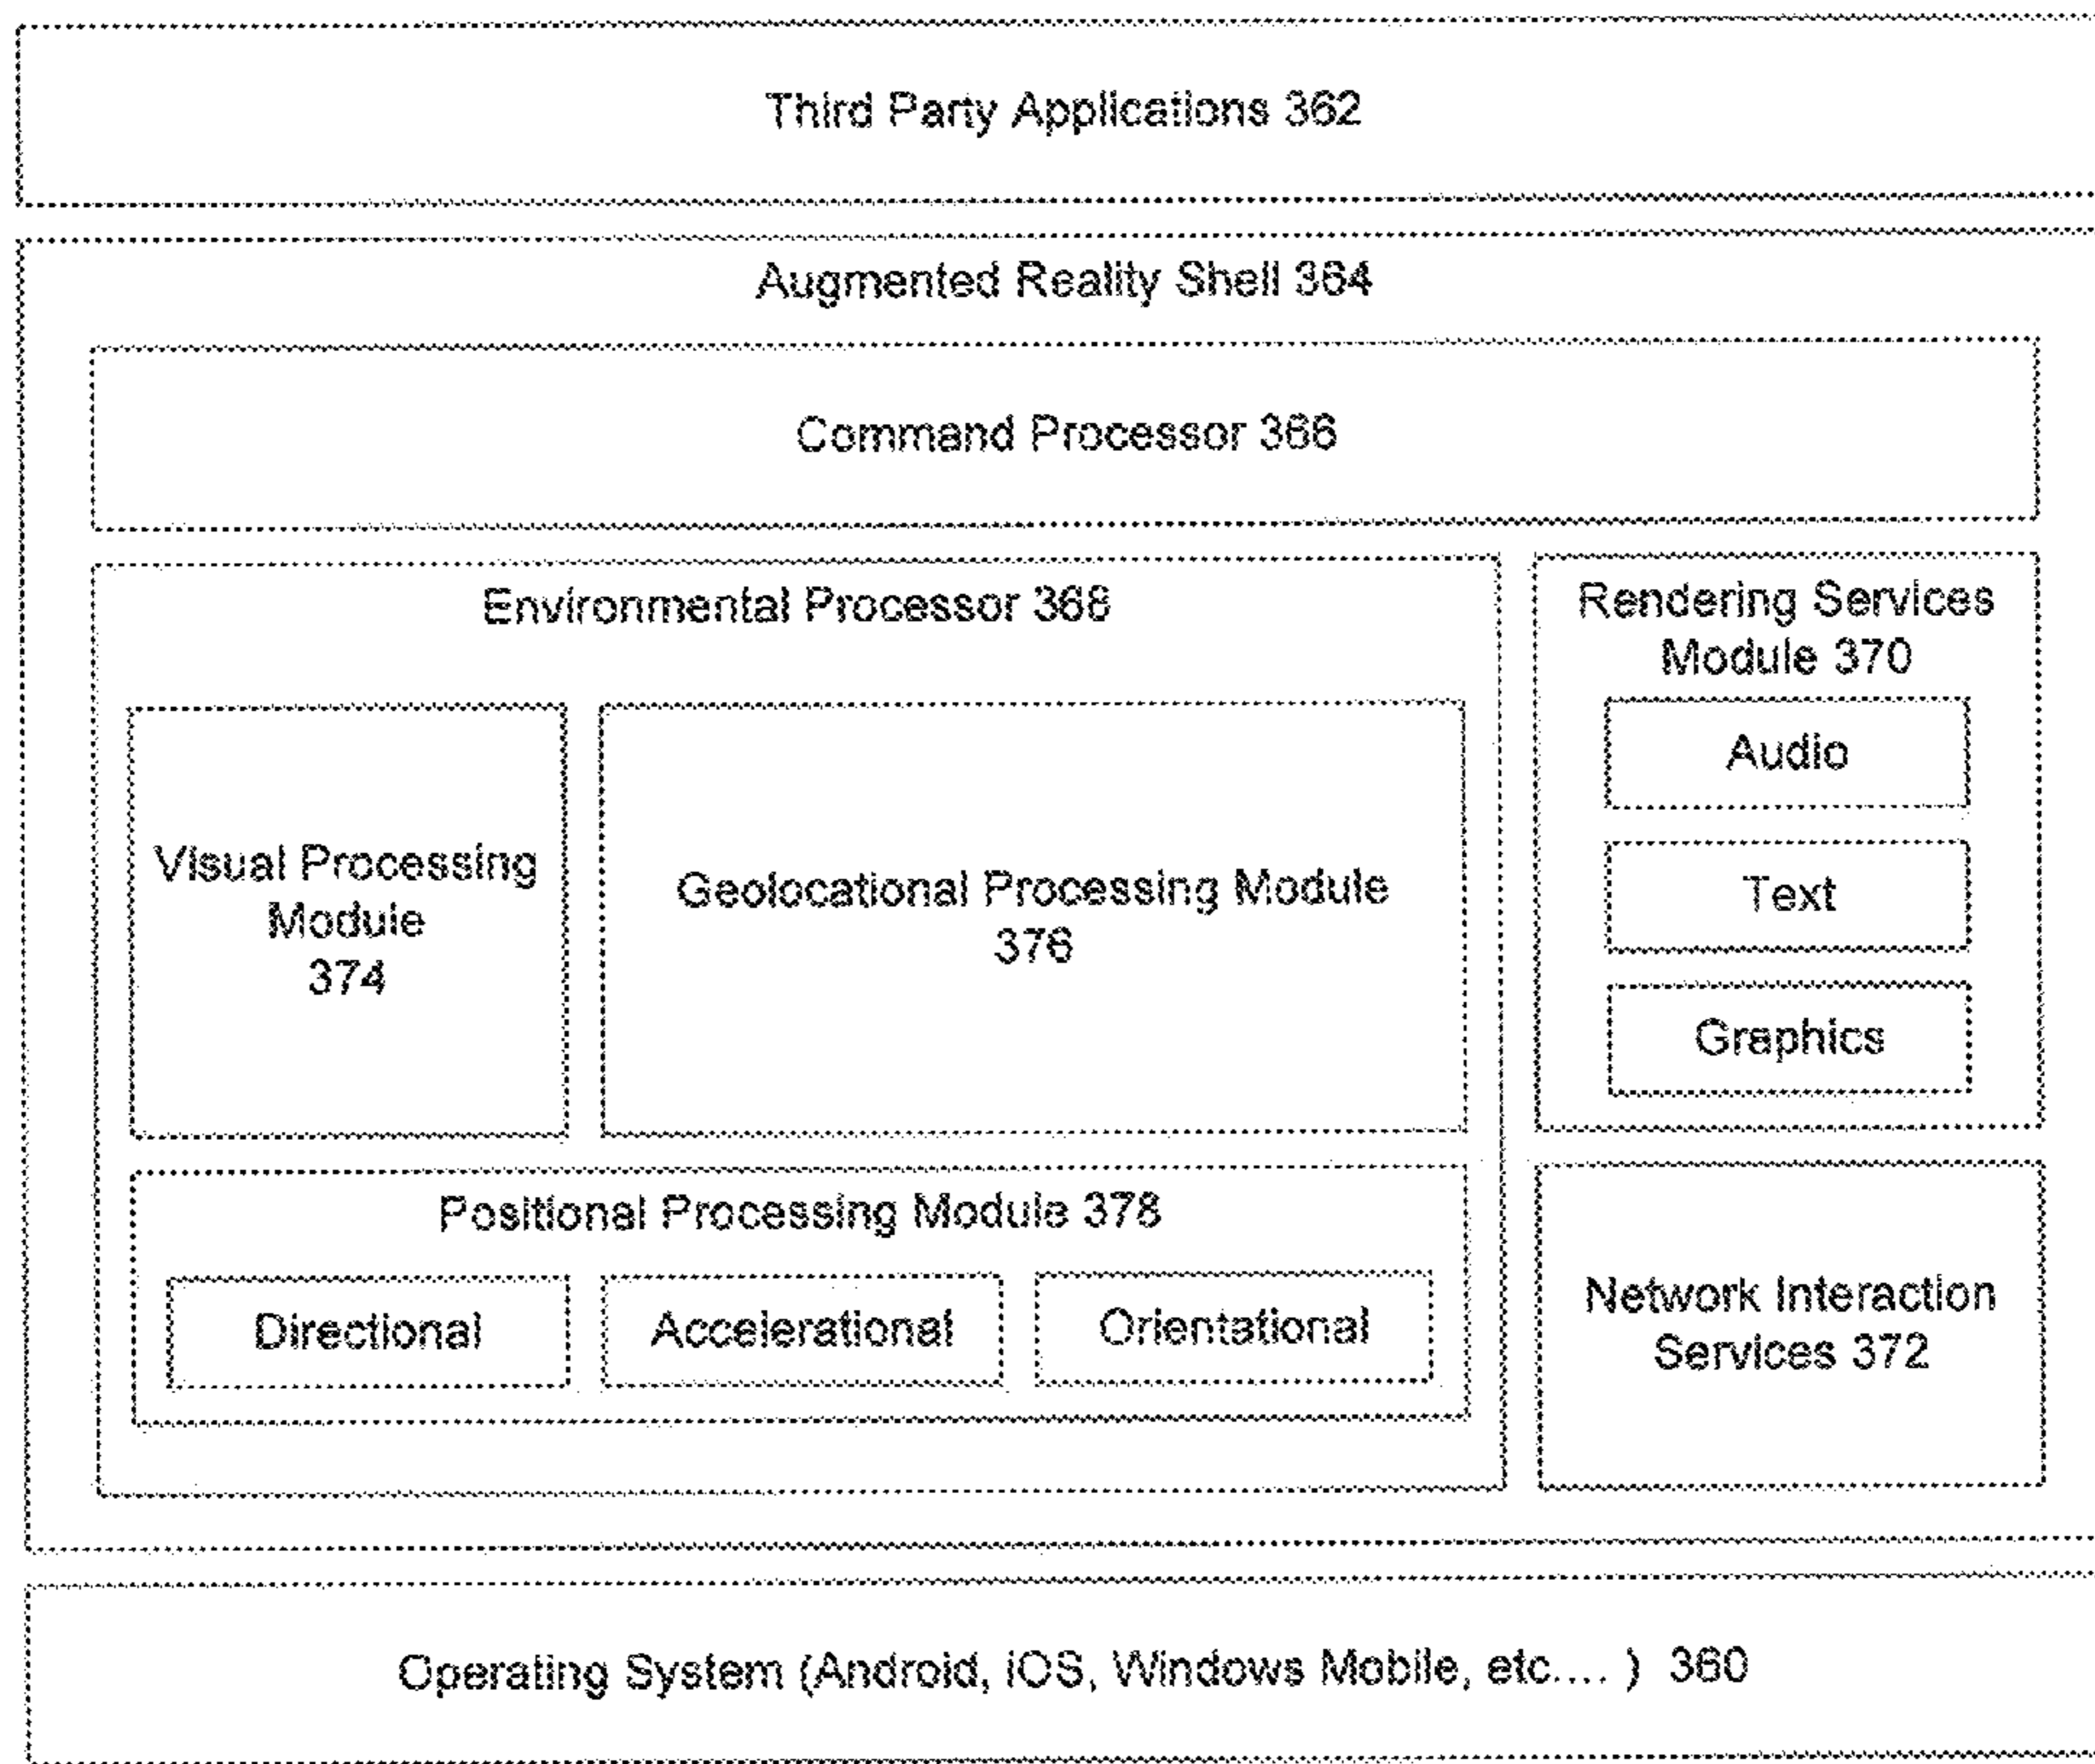 Third Party Applications 362
Augmented Reality Shell 364
Command Processor 366
Environmental Processor 368
Visual Processing
Module
374
Geolocational Processing Module
376
Positional Processing Module 378
Directional
Accelerational
Orientational
Rendering Services
Module 370
Audio
Text
Graphics
Network Interaction
Services 372
Operating System (Android, iOS, Windows Mobile, etc.... ) 360